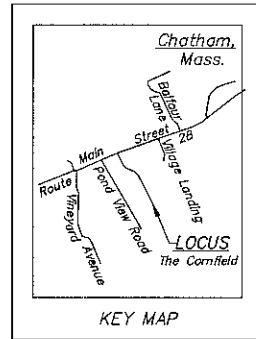 Chatham,
Mass.
Balfour
Lane
Street 28
Main
Route
Village Landing
Pond View Road
Vineyard Avenue
LOCUS
The Cornfield
KEY MAP